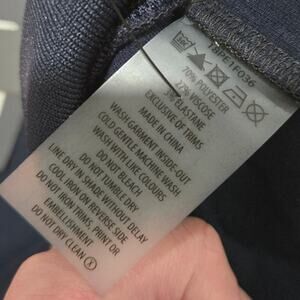 70% POLYESTER
27% VISCOSE
3% ELASTANE
EXCLUSIVE OF TRIMS
MADE IN CHINA
WASH GARMENT INSIDE-OUT
COLD GENTLE MACHINE WASH
WASH WITH LIKE COLOURS
DO NOT BLEACH
DO NOT TUMBLE DRY
LINE DRY IN SHADE WITHOUT DELAY
COOL IRON ON REVERSE SIDE
DO NOT IRON TRIMS, PRINT OR
EMBELLISHMENT
DO NOT DRY CLEAN X